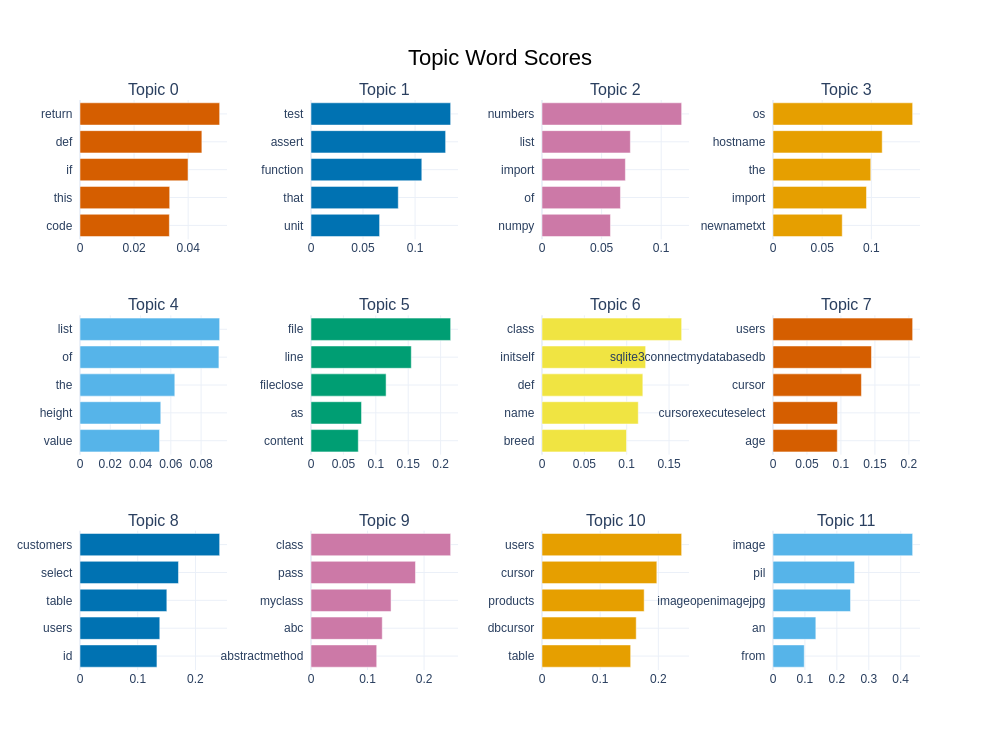 Topic Word Scores
Topic 0
return
def
if
this
code
0 0.02 0.04
Topic 1
test
assert
function
that
unit
0 0.05 0.1
Topic 2
numbers
list
import
of
numpy
0 0.05 0.1
Topic 3
os
hostname
the
import
newnametxt
0 0.05 0.1
Topic 4
list
of
the
height
value
0 0.02 0.04 0.06 0.08
Topic 5
file
line
fileclose
as
content
0 0.05 0.1 0.15 0.2
Topic 6
class
initself
def
name
breed
0 0.05 0.1 0.15
Topic 7
users
sqlite3connectmydatabasedb
cursor
cursorexecuteselect
age
0 0.05 0.1 0.15 0.2
Topic 8
customers
select
table
users
id
0 0.1 0.2
Topic 9
class
pass
myclass
abc
abstractmethod
0 0.1 0.2
Topic 10
users
cursor
products
dbcursor
table
0 0.1 0.2
Topic 11
image
pil
imageopenimagejpg
an
from
0 0.1 0.2 0.3 0.4